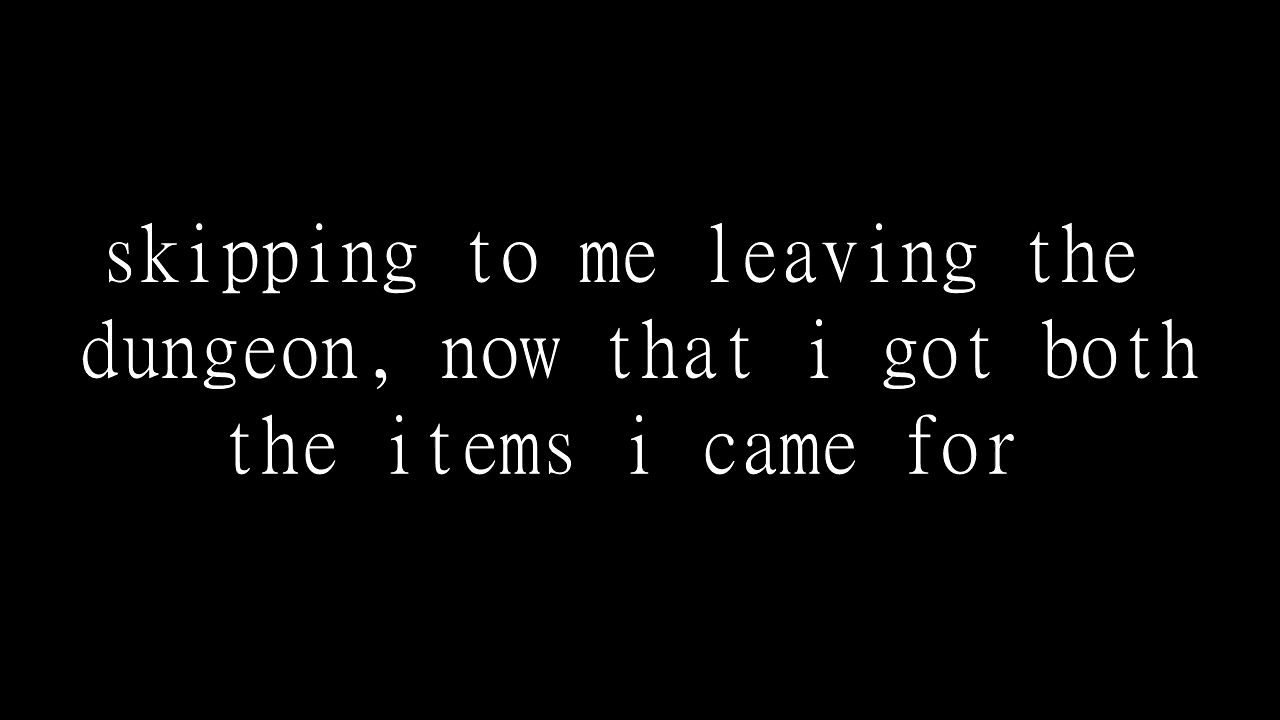 skipping to me leaving the
dungeon, now that i got both
the items i came for